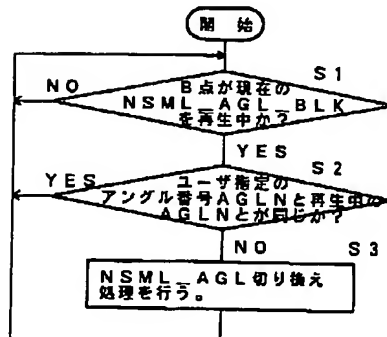 開 始
S1
NO
B点が現在の
NSML_AGL_BLK
を再生中か?
YES
S2
YES
ユーザ指定の
アングル番号AGLNと再生中の
AGLNとが同じか?
NO
S3
NSML_AGL切り換え
処理を行う。